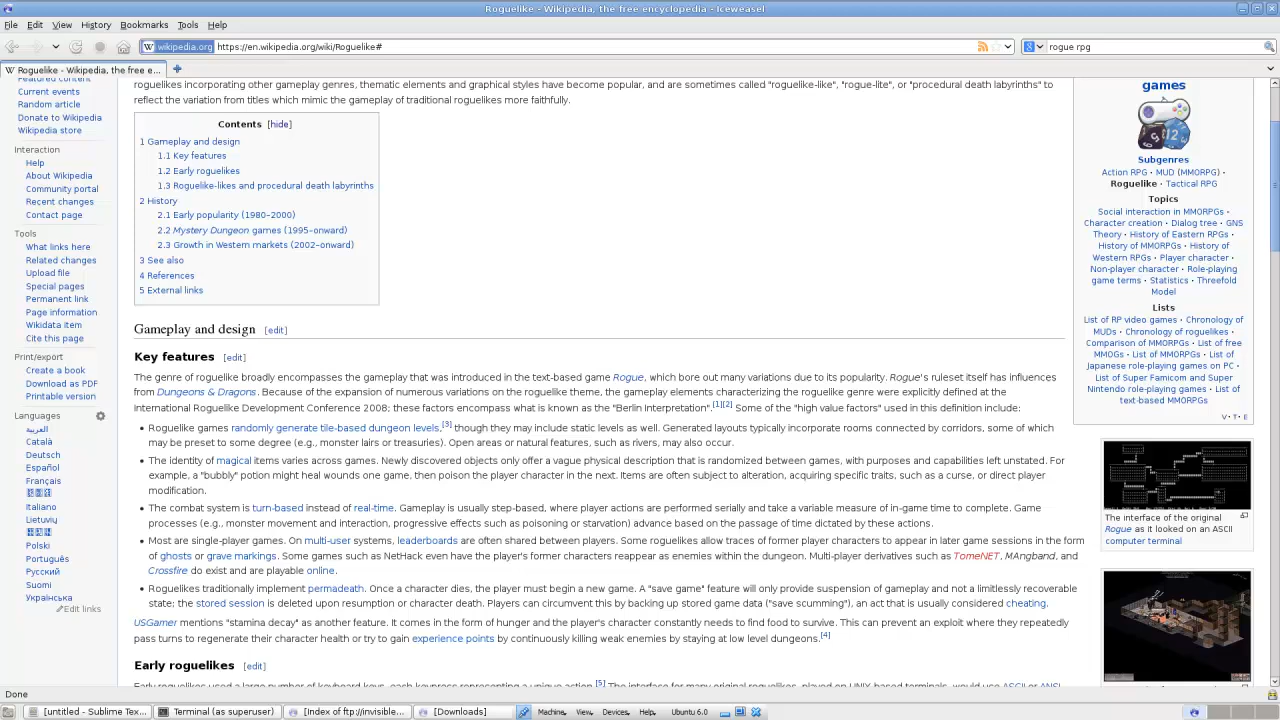 Roguelike - Wikipedia, the free encyclopedia - Iceweasel
File Edit View History Bookmarks Tools Help
wikipedia.org https://en.wikipedia.org/wiki/Roguelike#
rogue rpg
Roguelike - Wikipedia, the free e...
Featured content
Current events
Random article
Donate to Wikipedia
Wikipedia store
Interaction
Help
About Wikipedia
Community portal
Recent changes
Contact page
Tools
What links here
Related changes
Upload file
Special pages
Permanent link
Page information
Wikidata item
Cite this page
Print/export
Create a book
Download as PDF
Printable version
Languages
العربية
Català
Deutsch
Español
Français
Italiano
Lietuvių
Polski
Português
Русский
Suomi
Українська
Edit links
roguelikes incorporating other gameplay genres, thematic elements and graphical styles have become popular, and are sometimes called "roguelike-like", "rogue-lite", or "procedural death labyrinths" to
reflect the variation from titles which mimic the gameplay of traditional roguelikes more faithfully.
Contents [hide]
1 Gameplay and design
1.1 Key features
1.2 Early roguelikes
1.3 Roguelike-likes and procedural death labyrinths
2 History
2.1 Early popularity (1980–2000)
2.2 Mystery Dungeon games (1995–onward)
2.3 Growth in Western markets (2002–onward)
3 See also
4 References
5 External links
Gameplay and design [edit]
Key features [edit]
The genre of roguelike broadly encompasses the gameplay that was introduced in the text-based game Rogue, which bore out many variations due to its popularity. Rogue's ruleset itself has influences
from Dungeons & Dragons. Because of the expansion of numerous variations on the roguelike theme, the gameplay elements characterizing the roguelike genre were explicitly defined at the
International Roguelike Development Conference 2008; these factors encompass what is known as the "Berlin Interpretation".[1][2] Some of the "high value factors" used in this definition include:
• Roguelike games randomly generate tile-based dungeon levels,[3] though they may include static levels as well. Generated layouts typically incorporate rooms connected by corridors, some of which
may be preset to some degree (e.g., monster lairs or treasuries). Open areas or natural features, such as rivers, may also occur.
• The identity of magical items varies across games. Newly discovered objects only offer a vague physical description that is randomized between games, with purposes and capabilities left unstated. For
example, a "bubbly" potion might heal wounds one game, then poison the player character in the next. Items are often subject to alteration, acquiring specific traits, such as a curse, or direct player
modification.
• The combat system is turn-based instead of real-time. Gameplay is usually step-based, where player actions are performed serially and take a variable measure of in-game time to complete. Game
processes (e.g., monster movement and interaction, progressive effects such as poisoning or starvation) advance based on the passage of time dictated by these actions.
• Most are single-player games. On multi-user systems, leaderboards are often shared between players. Some roguelikes allow traces of former player characters to appear in later game sessions in the form
of ghosts or grave markings. Some games such as NetHack even have the player's former characters reappear as enemies within the dungeon. Multi-player derivatives such as TomeNET, MAngband, and
Crossfire do exist and are playable online.
• Roguelikes traditionally implement permadeath. Once a character dies, the player must begin a new game. A "save game" feature will only provide suspension of gameplay and not a limitlessly recoverable
state; the stored session is deleted upon resumption or character death. Players can circumvent this by backing up stored game data ("save scumming"), an act that is usually considered cheating.
USGamer mentions "stamina decay" as another feature. It comes in the form of hunger and the player's character constantly needs to find food to survive. This can prevent an exploit where they repeatedly
pass turns to regenerate their character health or try to gain experience points by continuously killing weak enemies by staying at low level dungeons.[4]
Early roguelikes [edit]
Early roguelikes used a large number of keyboard keys, each keypress representing a unique action.[5] The interface for many original roguelikes, played on UNIX-based terminals, would use ASCII or ANSI
games
Subgenres
Action RPG · MUD (MMORPG) ·
Roguelike · Tactical RPG
Topics
Social interaction in MMORPGs ·
Character creation · Dialog tree · GNS
Theory · History of Eastern RPGs ·
History of MMORPGs · History of
Western RPGs · Player character ·
Non-player character · Role-playing
game terms · Statistics · Threefold
Model
Lists
List of RP video games · Chronology of
MUDs · Chronology of roguelikes ·
Comparison of MMORPGs · List of free
MMOGs · List of MMORPGs · List of
Japanese role-playing games on PC ·
List of Super Famicom and Super
Nintendo role-playing games · List of
text-based MMORPGs
V · T · E
The interface of the original
Rogue as it looked on an ASCII
computer terminal
Done
[untitled - Sublime Tex... Terminal (as superuser) [Index of ftp://invisible... [Downloads] Machine, View, Devices, Help, Ubuntu 6.0